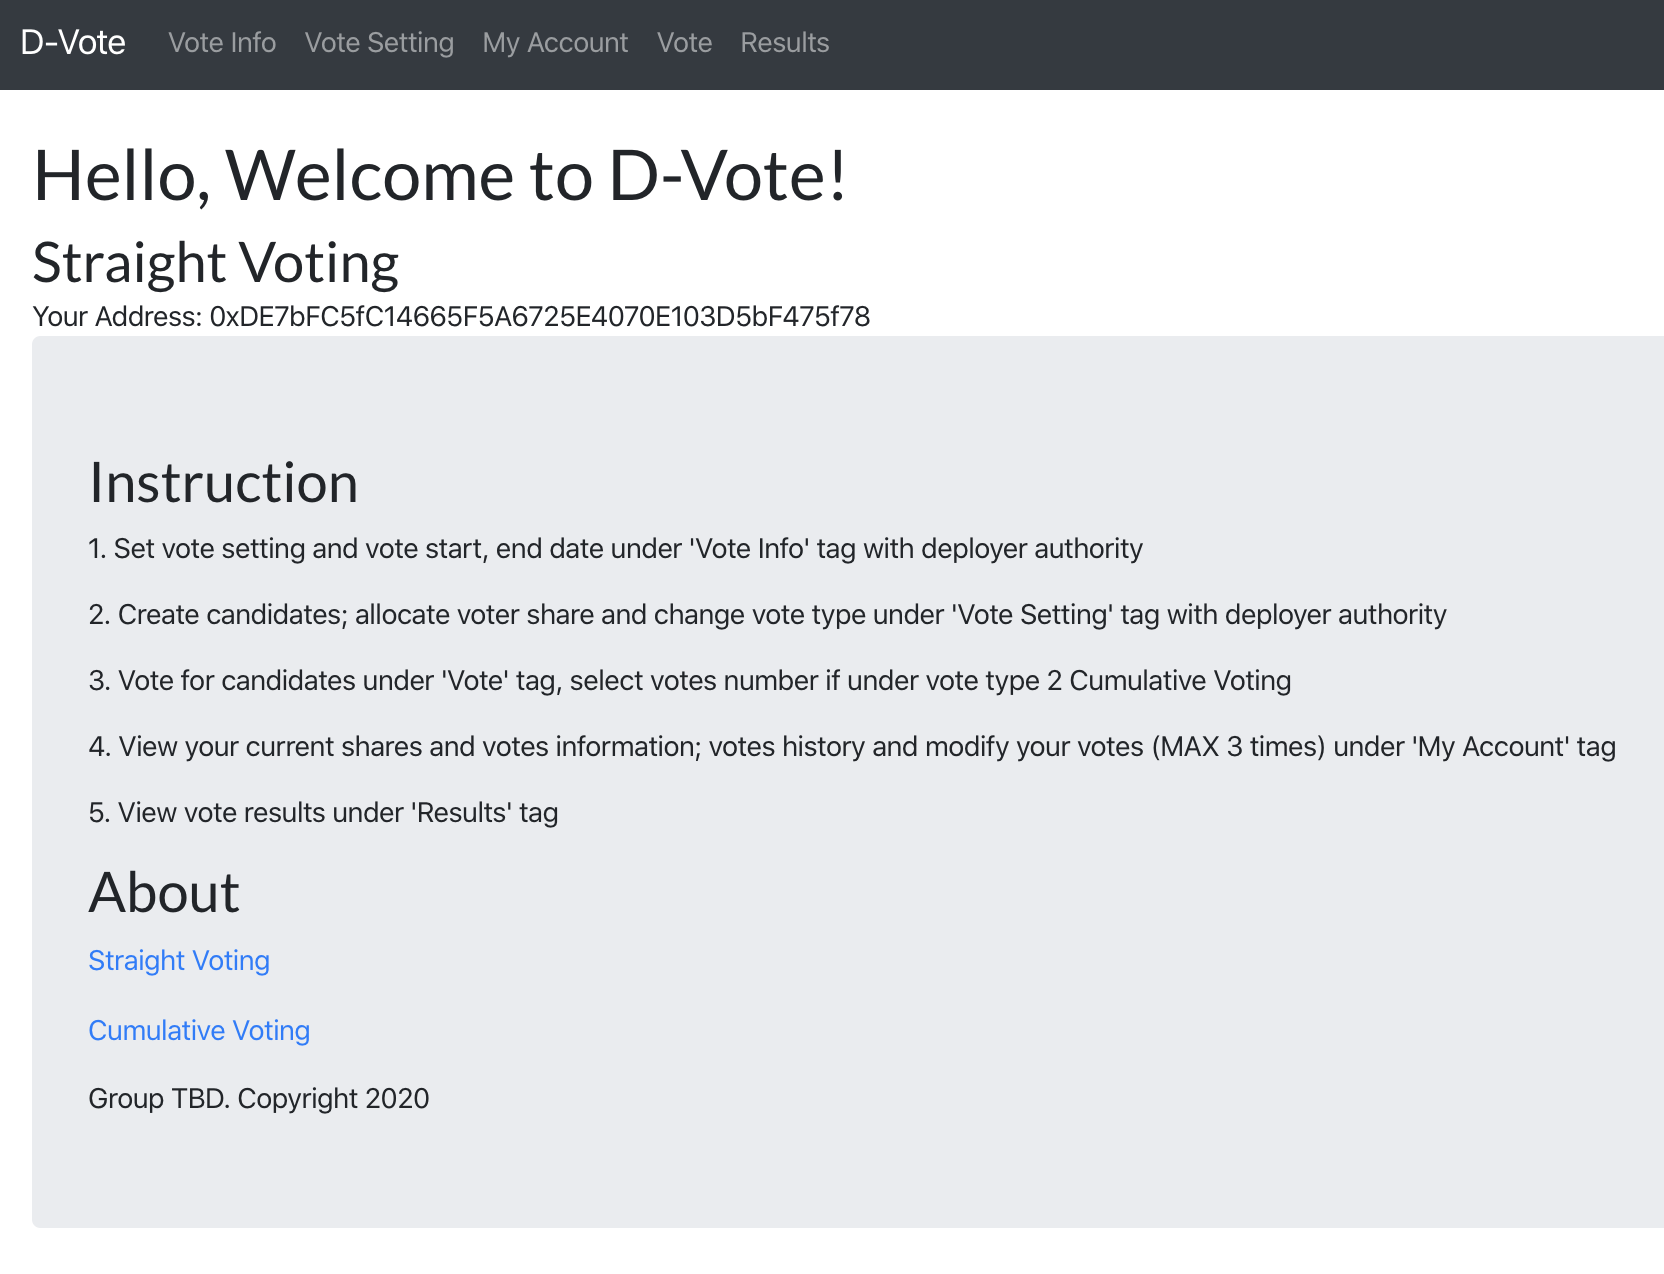 D-Vote Vote Info Vote Setting My Account Vote Results
Hello, Welcome to D-Vote!
Straight Voting
Your Address: 0xDE7bFC5fC14665F5A6725E4070E103D5bF475f78
Instruction
1. Set vote setting and vote start, end date under 'Vote Info' tag with deployer authority
2. Create candidates; allocate voter share and change vote type under 'Vote Setting' tag with deployer authority
3. Vote for candidates under 'Vote' tag, select votes number if under vote type 2 Cumulative Voting
4. View your current shares and votes information; votes history and modify your votes (MAX 3 times) under 'My Account' tag
5. View vote results under 'Results' tag
About
Straight Voting
Cumulative Voting
Group TBD. Copyright 2020